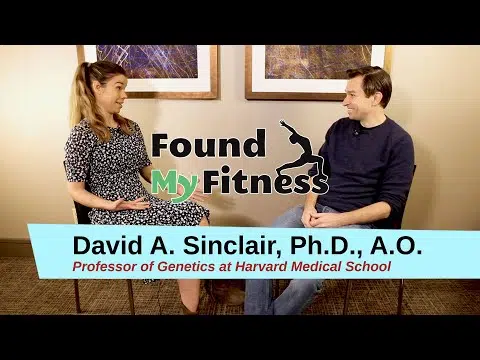 Found
My Fitness
David A. Sinclair, Ph.D., A.O.
Professor of Genetics at Harvard Medical School